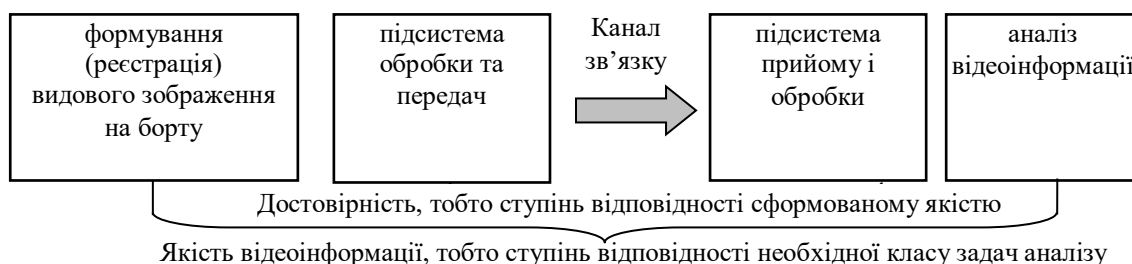 формування
(реєстрація)
видового зображення
на борту
підсистема
обробки та
передач
Канал
зв’язку
підсистема
прийому і
обробки
аналіз
відеоінформації
Достовірність, тобто ступінь відповідності сформованому якістю
Якість відеоінформації, тобто ступінь відповідності необхідної класу задач аналізу